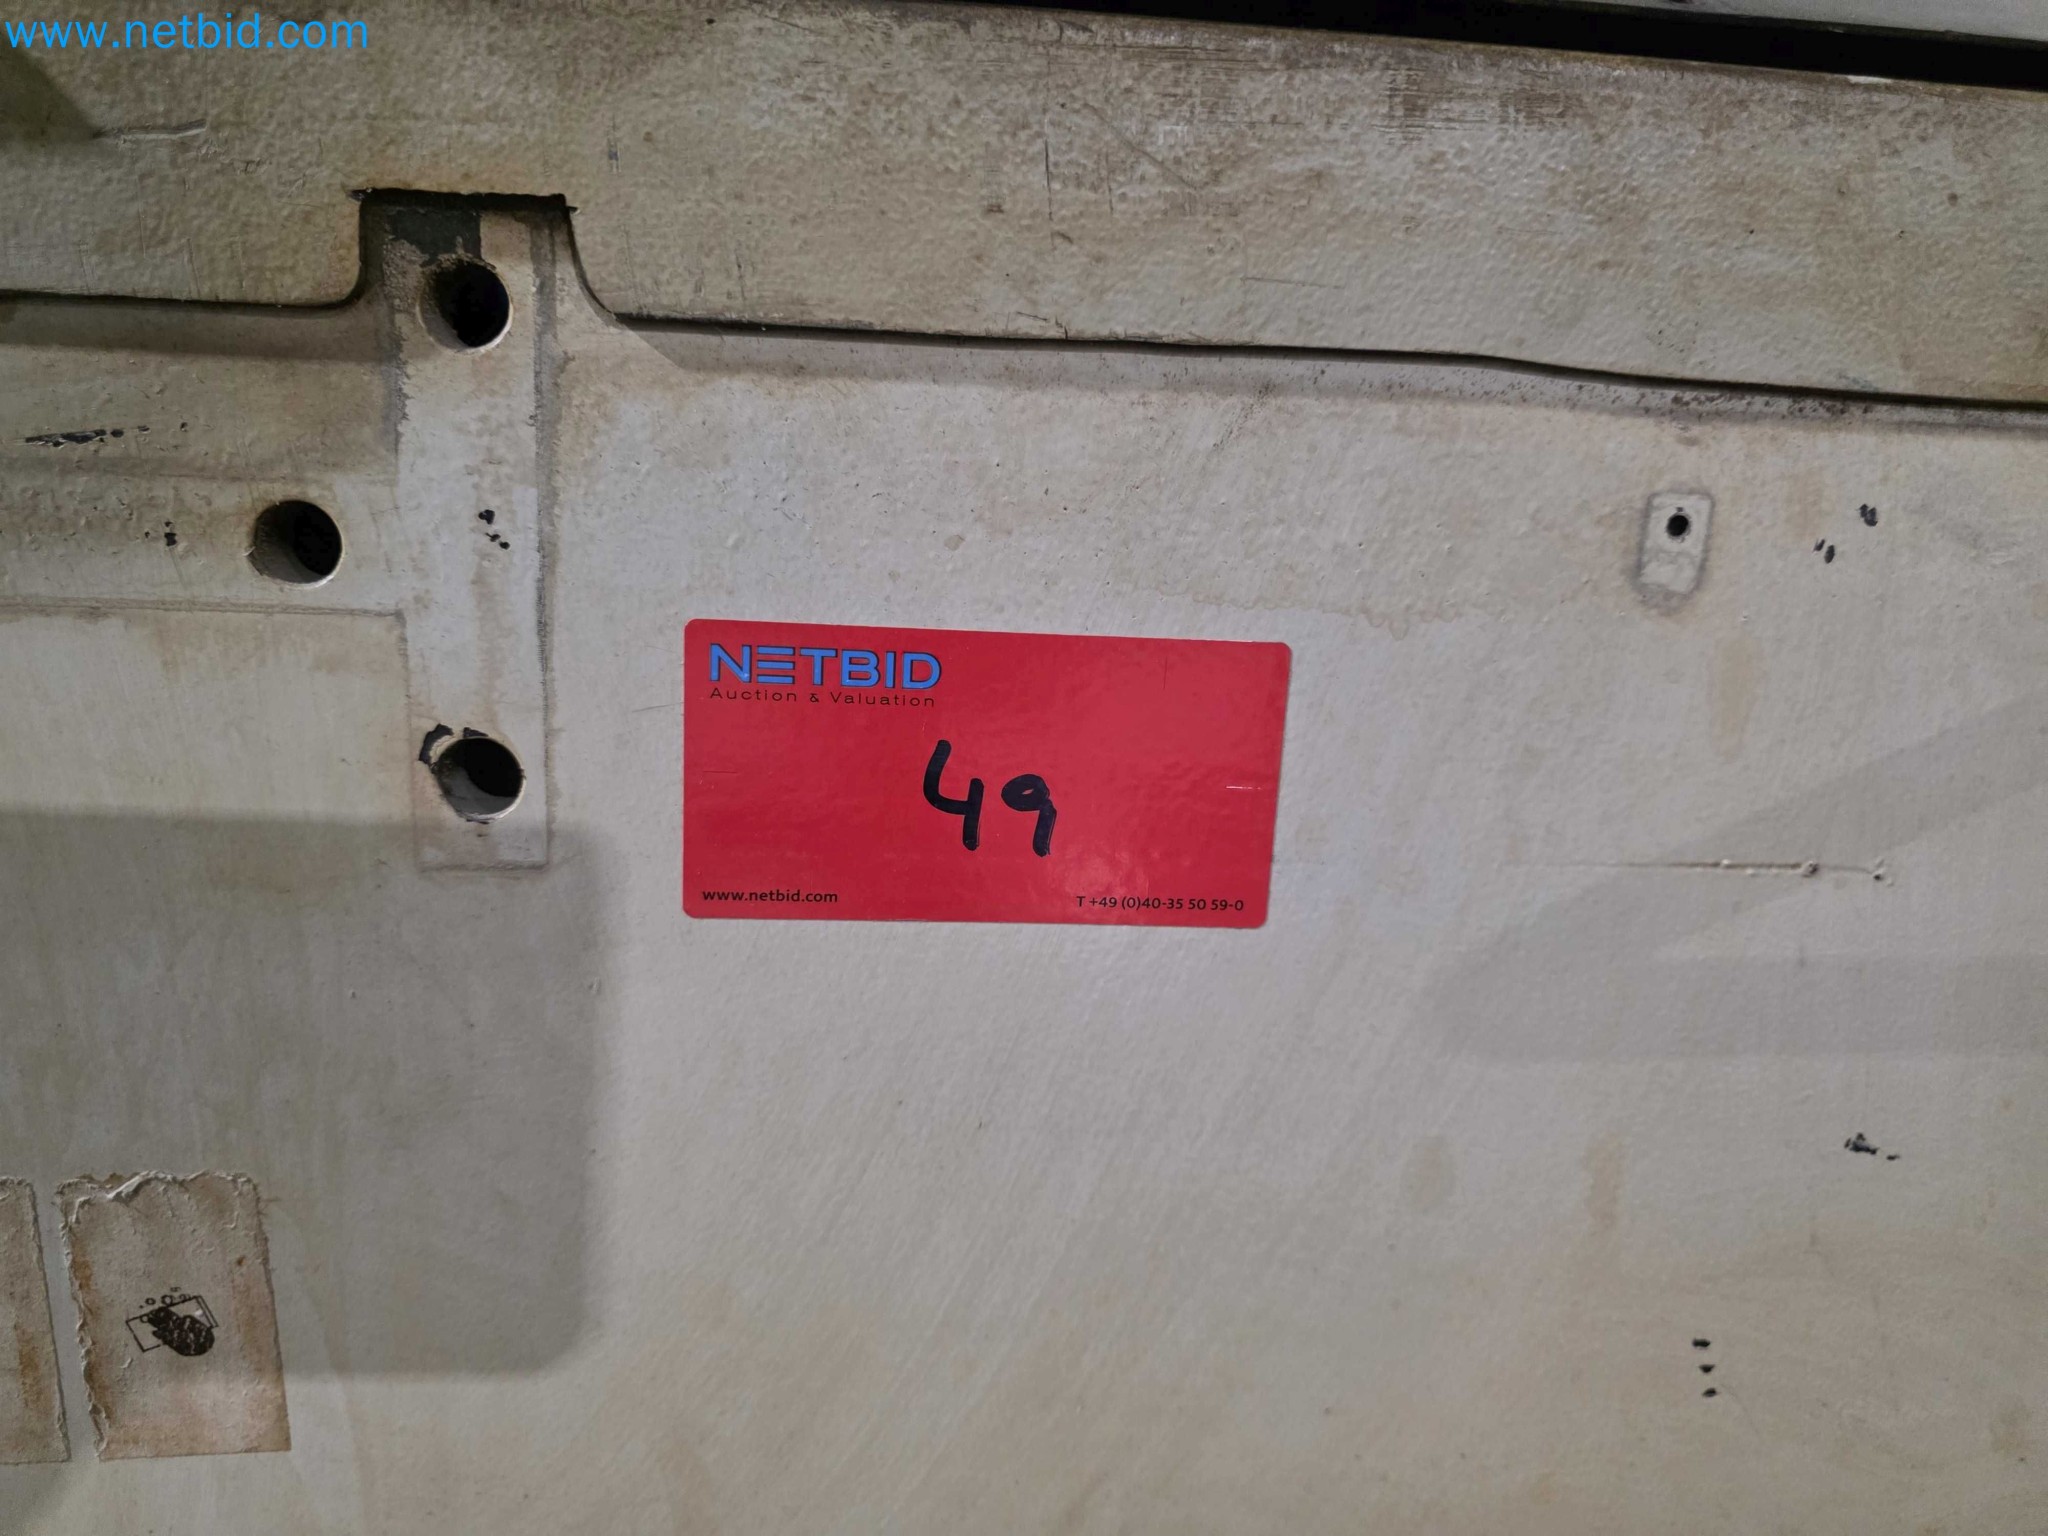 www.netbid.com
NETBID
Auction & Valuation
49
www.netbid.com
T +49 (0)40-35 50 59-0